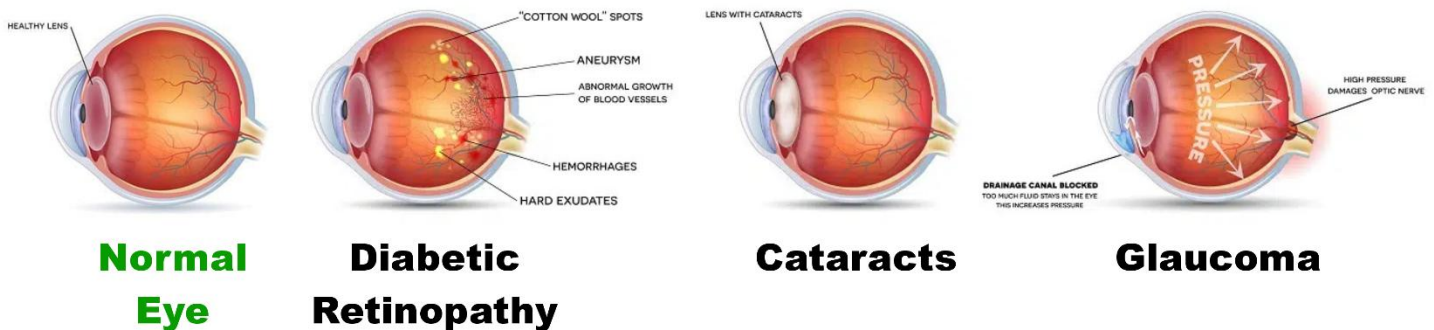 HEALTHY LENS
"COTTON WOOL" SPOTS
ANEURYSM
ABNORMAL GROWTH
OF BLOOD VESSELS
HEMORRHAGES
HARD EXUDATES
LENS WITH CATARACTS
PRESSURE
HIGH PRESSURE
DAMAGES OPTIC NERVE
DRAINAGE CANAL BLOCKED
TOO MUCH FLUID STAYS IN THE EYE
THIS INCREASES PRESSURE
Normal
Eye
Diabetic
Retinopathy
Cataracts
Glaucoma